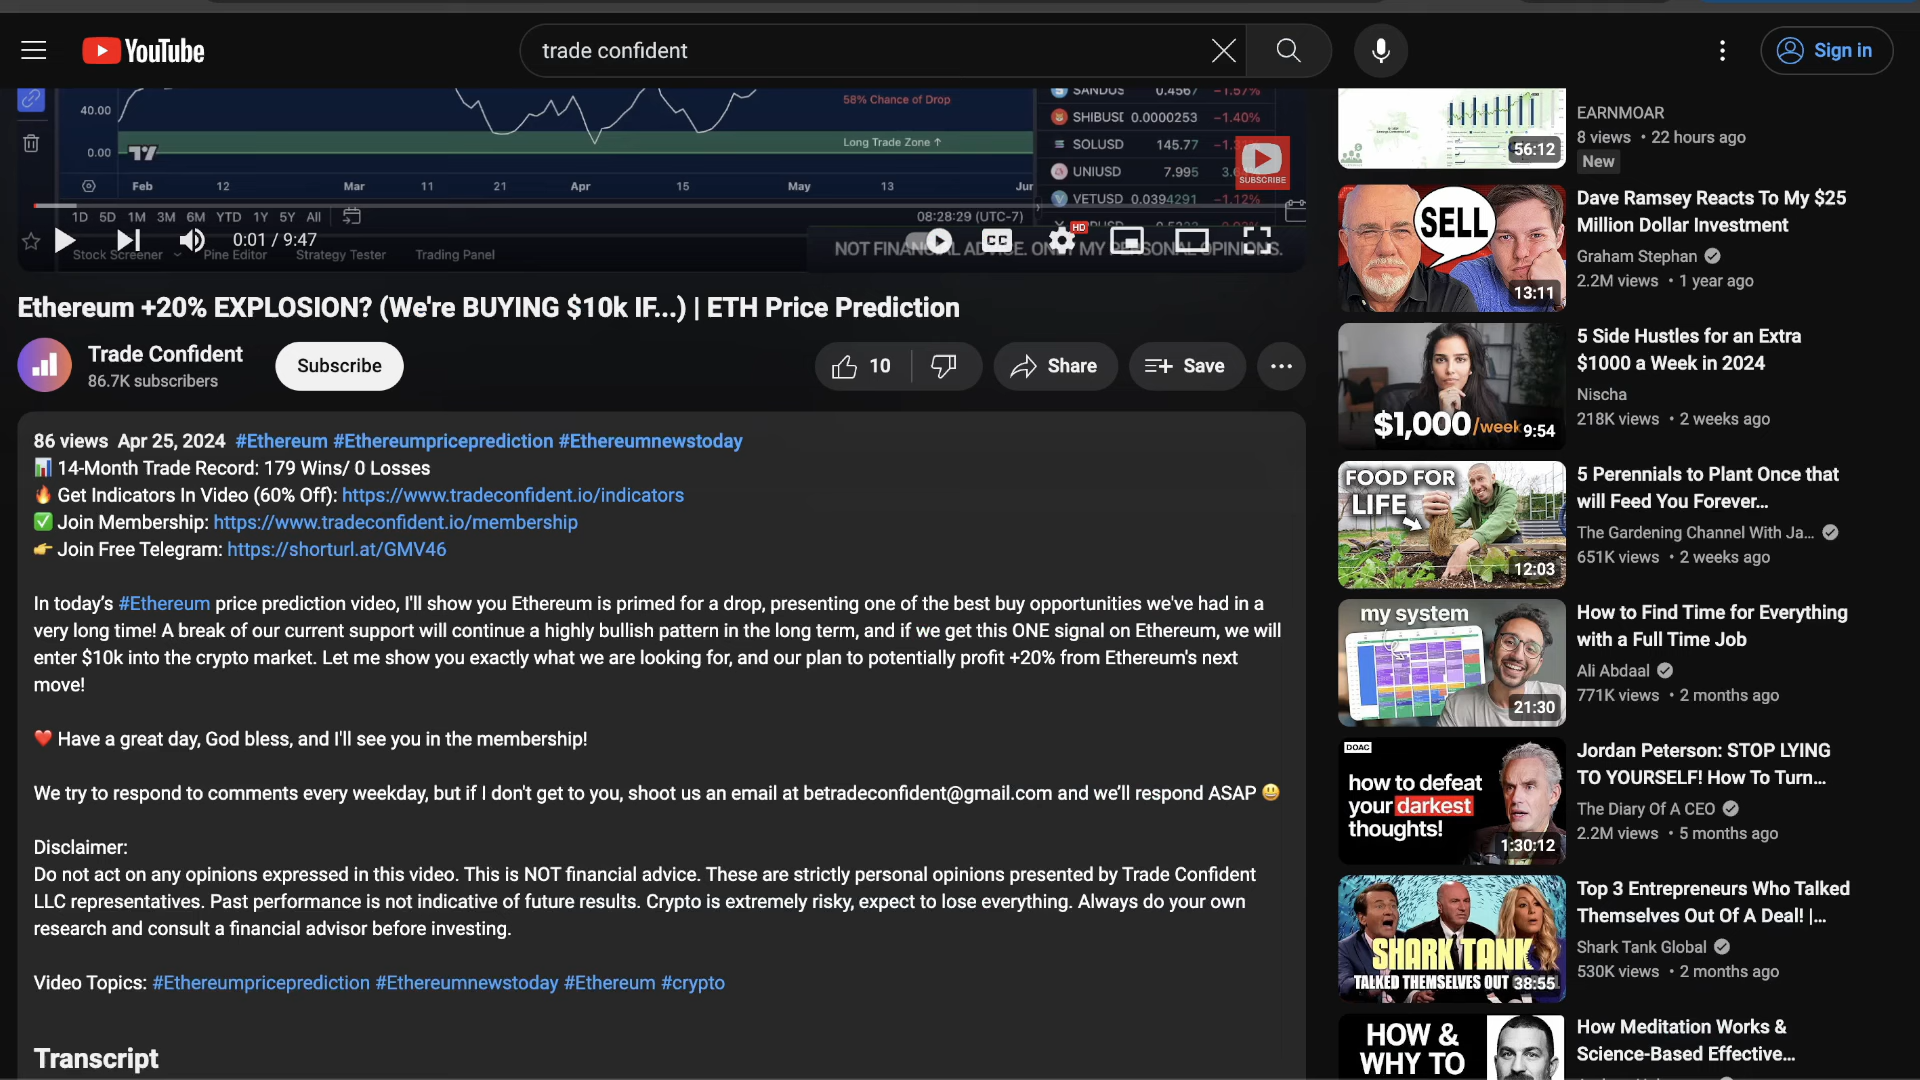 YouTube
trade confident
Sign in
40.00
58% Chance of Drop
0.00
Long Trade Zone ↑
Feb 12 Mar 11 21 Apr 15 May 13 Jun
1D 5D 1M 3M 6M YTD 1Y 5Y All
08:28:29 (UTC-7)
SANDUS 0.4567 −1.57%
SHIBUSD 0.0000253 −1.40%
SOLUSD 145.77
UNIUSD 7.995
VETUSD 0.0394291 −1.12%
SUBSCRIBE
0:01 / 9:47
CC
HD
Stock Screener Pine Editor Strategy Tester Trading Panel
NOT FINANCIAL ADVICE. ONLY MY PERSONAL OPINIONS.
Ethereum +20% EXPLOSION? (We're BUYING $10k IF...) | ETH Price Prediction
Trade Confident
86.7K subscribers
Subscribe
10
Share
Save
86 views Apr 25, 2024 #Ethereum #Ethereumpriceprediction #Ethereumnewstoday
📊 14-Month Trade Record: 179 Wins/ 0 Losses
🔥 Get Indicators In Video (60% Off): https://www.tradeconfident.io/indicators
✅ Join Membership: https://www.tradeconfident.io/membership
👉 Join Free Telegram: https://shorturl.at/GMV46
In today’s #Ethereum price prediction video, I'll show you Ethereum is primed for a drop, presenting one of the best buy opportunities we've had in a
very long time! A break of our current support will continue a highly bullish pattern in the long term, and if we get this ONE signal on Ethereum, we will
enter $10k into the crypto market. Let me show you exactly what we are looking for, and our plan to potentially profit +20% from Ethereum's next
move!
❤️ Have a great day, God bless, and I'll see you in the membership!
We try to respond to comments every weekday, but if I don't get to you, shoot us an email at betradeconfident@gmail.com and we’ll respond ASAP 😃
Disclaimer:
Do not act on any opinions expressed in this video. This is NOT financial advice. These are strictly personal opinions presented by Trade Confident
LLC representatives. Past performance is not indicative of future results. Crypto is extremely risky, expect to lose everything. Always do your own
research and consult a financial advisor before investing.
Video Topics: #Ethereumpriceprediction #Ethereumnewstoday #Ethereum #crypto
Transcript
56:12
EARNMOAR
8 views • 22 hours ago
New
SELL
13:11
Dave Ramsey Reacts To My $25
Million Dollar Investment
Graham Stephan
2.2M views • 1 year ago
$1,000/week
9:54
5 Side Hustles for an Extra
$1000 a Week in 2024
Nischa
218K views • 2 weeks ago
FOOD FOR
LIFE
12:03
5 Perennials to Plant Once that
will Feed You Forever...
The Gardening Channel With Ja...
651K views • 2 weeks ago
my system
21:30
How to Find Time for Everything
with a Full Time Job
Ali Abdaal
771K views • 2 months ago
DOAC
how to defeat
your darkest
thoughts!
1:30:12
Jordan Peterson: STOP LYING
TO YOURSELF! How To Turn...
The Diary Of A CEO
2.2M views • 5 months ago
SHARK TANK
TALKED THEMSELVES OUT
38:55
Top 3 Entrepreneurs Who Talked
Themselves Out Of A Deal! |...
Shark Tank Global
530K views • 2 months ago
HOW &
WHY TO
How Meditation Works &
Science-Based Effective...